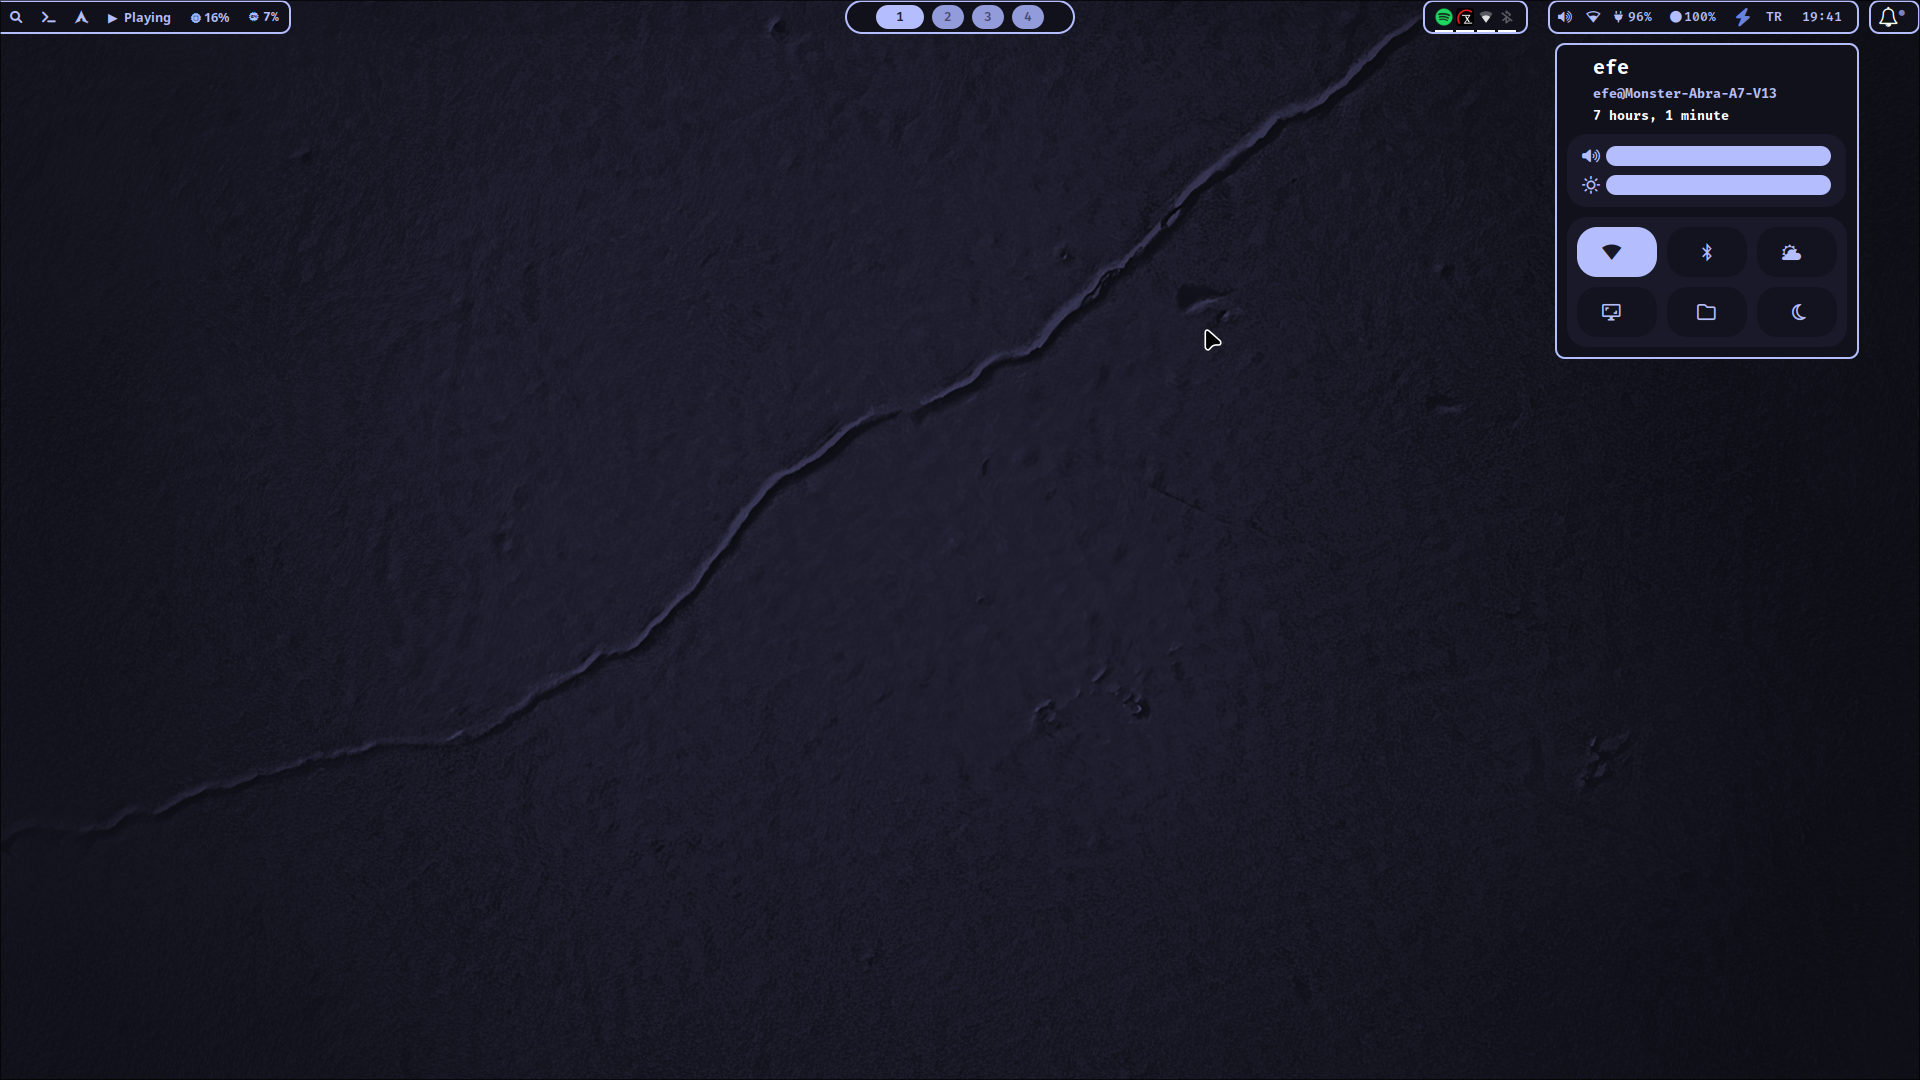 Playing 16% 7%
1 2 3 4
96% 100% TR 19:41
efe
efe@Monster-Abra-A7-V13
7 hours, 1 minute